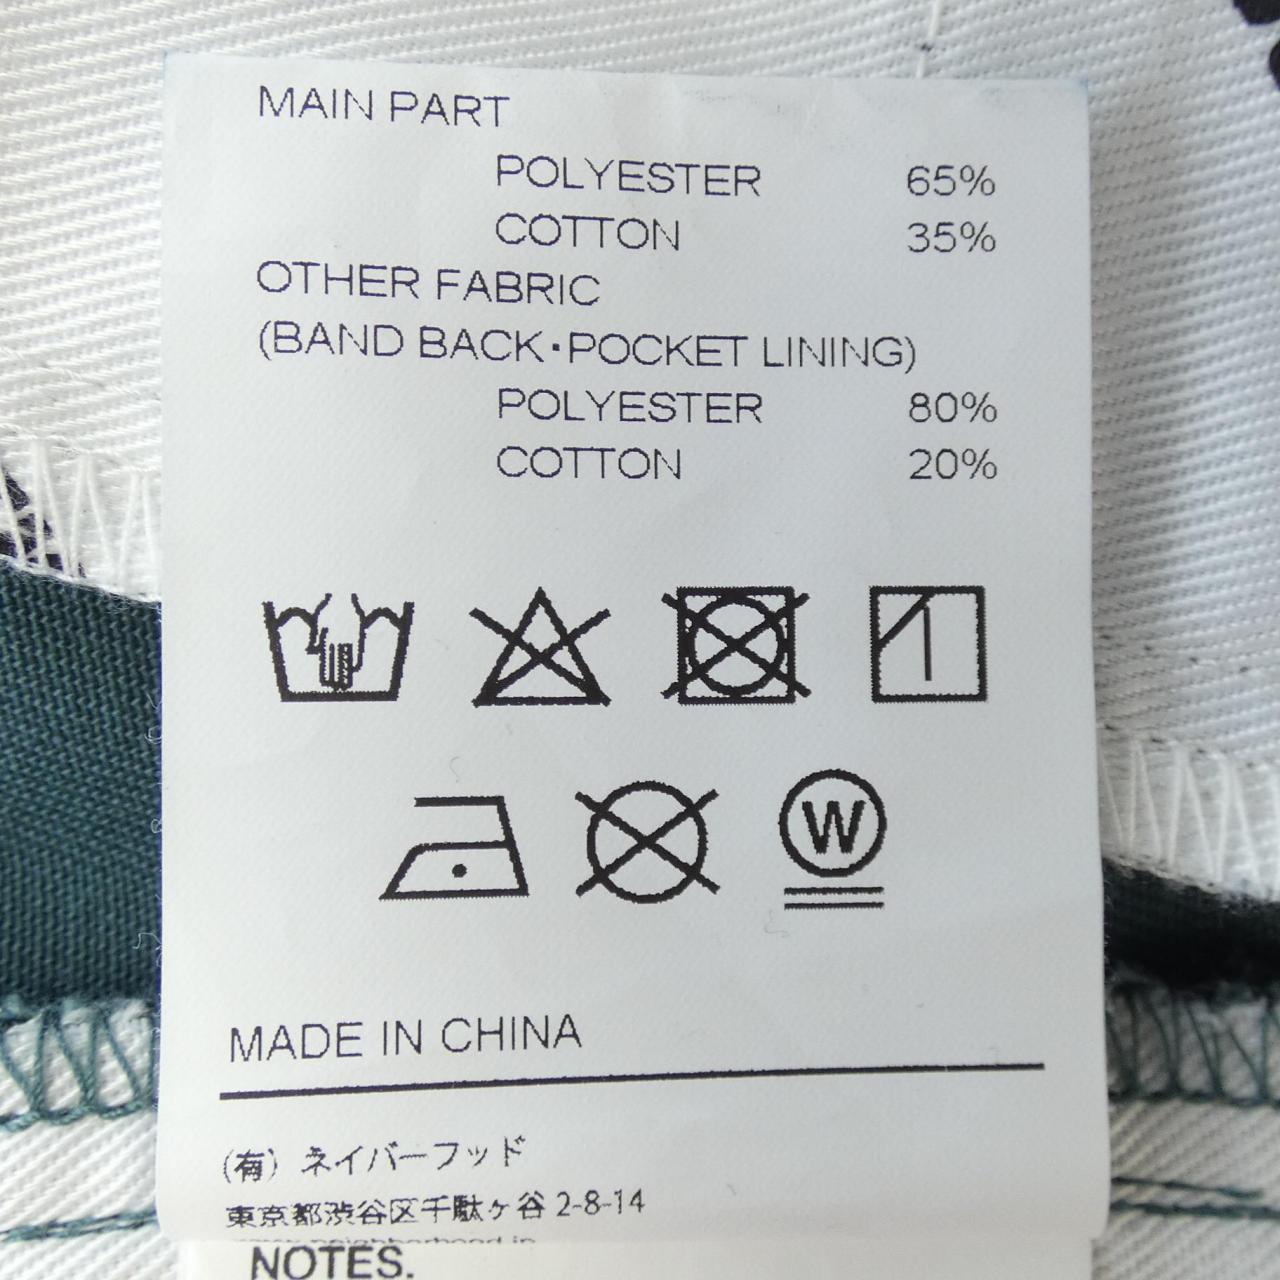 MAIN PART
POLYESTER 65%
COTTON 35%
OTHER FABRIC
(BAND BACK・POCKET LINING)
POLYESTER 80%
COTTON 20%
W
MADE IN CHINA
(有) ネイバーフッド
東京都渋谷区千駄ヶ谷 2-8-14
NOTES.